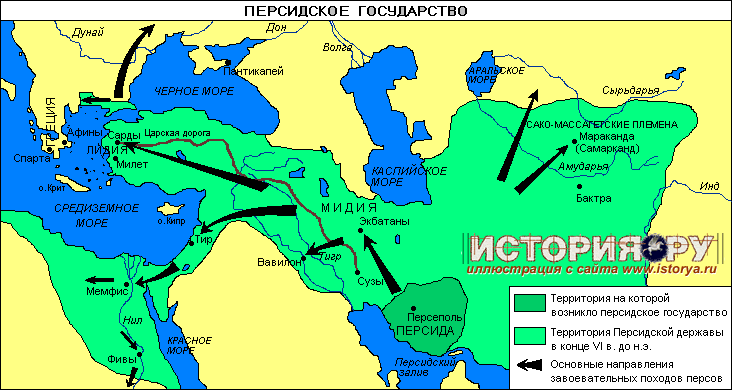 ПЕРСИДСКОЕ ГОСУДАРСТВО
Дунай
Дон
Волга
Пантикапей
ЧЕРНОЕ МОРЕ
АРАЛЬСКОЕ
МОРЕ
Сырьдарья
ГРЕЦИЯ
Афины
Сарды
Царская дорога
ЛИДИЯ
Спарта
Милет
о.Крит
САКО-МАССАГЕТСКИЕ ПЛЕМЕНА
Мараканда
(Самарканд)
Амударья
КАСПИЙСКОЕ
МОРЕ
Бактра
Инд
СРЕДИЗЕМНОЕ
МОРЕ
о.Кипр
МИДИЯ
Экбатаны
Тир
Вавилон
Тигр
Сузы
Мемфис
Нил
КРАСНОЕ
МОРЕ
Фивы
Персеполь
ПЕРСИДА
Персидский
залив
ИСТОРИЯ.РУ
иллюстрация с сайта www.istorya.ru
Территория на которой
возникло персидское государство
Территория Персидской державы
в конце VI в. до н.э.
Основные направления
завоевательных походов персов